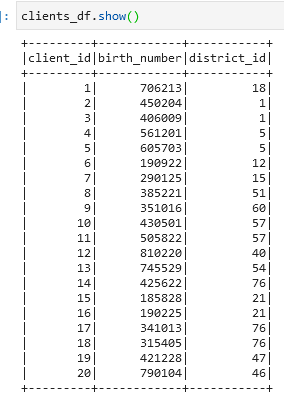 ]: clients_df.show()
+---------+------------+-----------+
|client_id|birth_number|district_id|
+---------+------------+-----------+
|        1|      706213|         18|
|        2|      450204|          1|
|        3|      406009|          1|
|        4|      561201|          5|
|        5|      605703|          5|
|        6|      190922|         12|
|        7|      290125|         15|
|        8|      385221|         51|
|        9|      351016|         60|
|       10|      430501|         57|
|       11|      505822|         57|
|       12|      810220|         40|
|       13|      745529|         54|
|       14|      425622|         76|
|       15|      185828|         21|
|       16|      190225|         21|
|       17|      341013|         76|
|       18|      315405|         76|
|       19|      421228|         47|
|       20|      790104|         46|
+---------+------------+-----------+